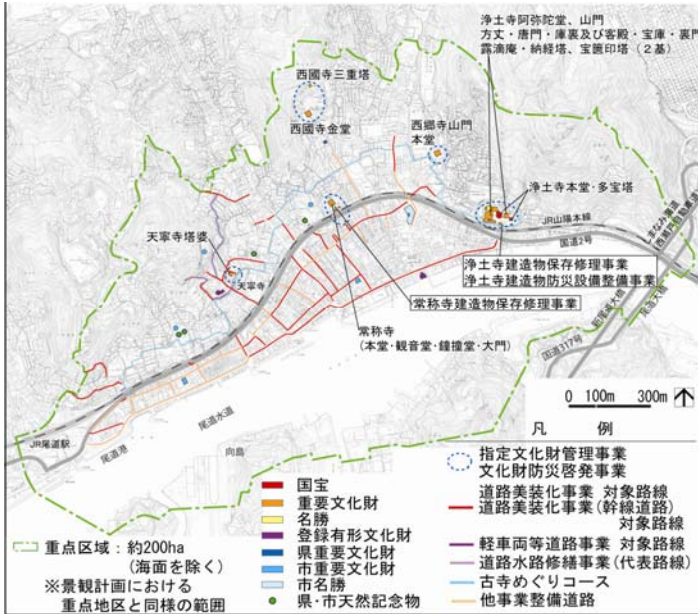 浄土寺阿弥陀堂、山門
方丈・唐門・庫裏及び客殿・宝庫・裏門
露滴庵・納経塔、宝篋印塔（２基）
西國寺三重塔
西國寺金堂
西郷寺山門
本堂
浄土寺本堂・多宝塔
JR山陽本線
国道2号
しまなみ海道
天寧寺塔婆
天寧寺
浄土寺建造物保存修理事業
浄土寺建造物防災設備整備事業
常称寺建造物保存修理事業
常称寺
（本堂・観音堂・鐘撞堂・大門）
新尾道大橋
尾道大橋
国道317号
0 100m 300m
JR尾道駅
尾道港
尾道水道
向島
凡 例
指定文化財管理事業
文化財防災啓発事業
道路美装化事業 対象路線
道路美装化事業(幹線道路)
対象路線
軽車両等道路事業 対象路線
道路水路修繕事業(代表路線)
古寺めぐりコース
他事業整備道路
国宝
重要文化財
名勝
登録有形文化財
県重要文化財
市重要文化財
市名勝
県・市天然記念物
重点区域：約200ha
(海面を除く)
※景観計画における
重点地区と同様の範囲